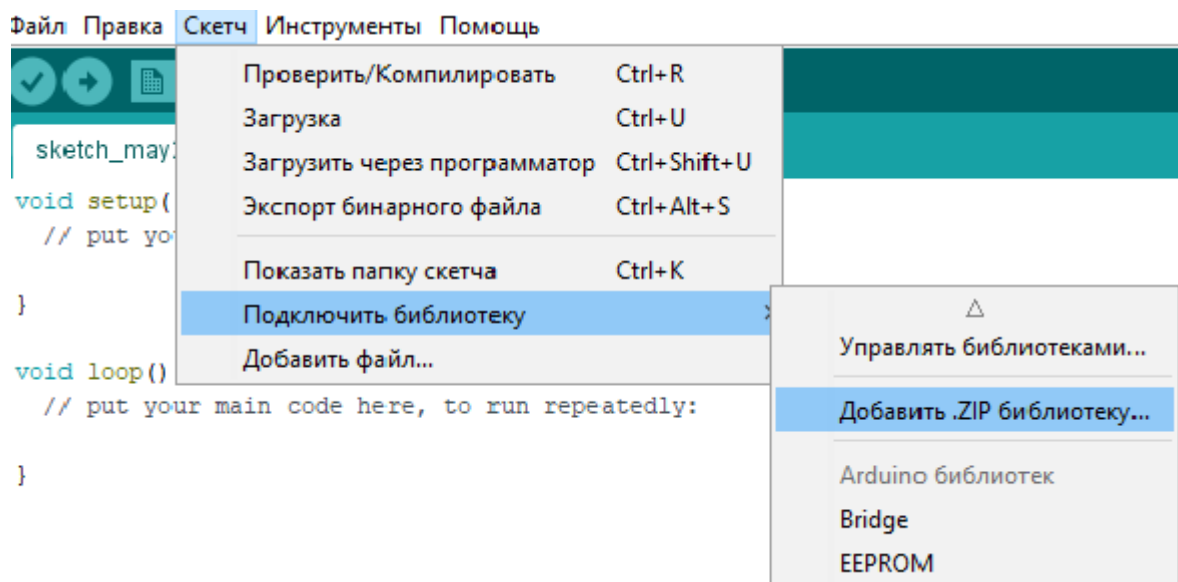 Файл Правка Скетч Инструменты Помощь
Проверить/Компилировать Ctrl+R
Загрузка Ctrl+U
Загрузить через программатор Ctrl+Shift+U
Экспорт бинарного файла Ctrl+Alt+S
Показать папку скетча Ctrl+K
Подключить библиотеку
Добавить файл...
Управлять библиотеками...
Добавить .ZIP библиотеку...
Arduino библиотек
Bridge
EEPROM
sketch_may
void setup(
// put yo
}
void loop()
// put your main code here, to run repeatedly:
}